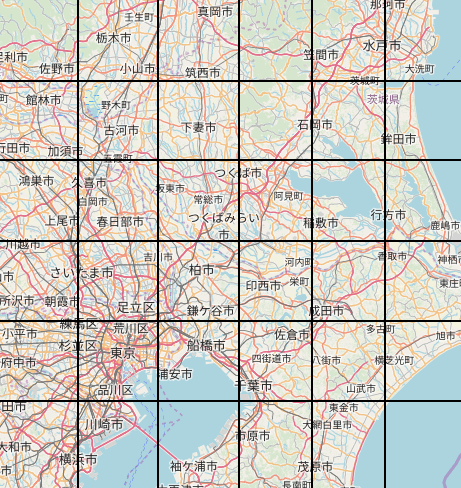 那珂市
真岡市
壬生町
栃木市
水戸市
笠間市
大洗町
佐野市
小山市
筑西市
茨城町
館林市
茨城県
野木町
石岡市
古河市
下妻市
鉾田市
行田市
加須市
つくば市
鴻巣市
久喜市
坂東市
阿見町
白岡市
常総市
上尾市
春日部市
つくばみらい
市
稲敷市
行方市
鹿嶋市
川越市
吉川市
香取市
神栖
さいたま市
柏市
河内町
印西市
栄町
東庄
所沢市
朝霞市
足立区
鎌ケ谷市
成田市
練馬区
荒川区
多古町
小平市
佐倉市
旭市
杉並区
東京
船橋市
府中市
四街道市
八街市
横芝光町
浦安市
品川区
千葉市
山武市
東金市
川崎市
大網白里市
市原市
大和市
横浜市
袖ケ浦市
茂原市
長南町